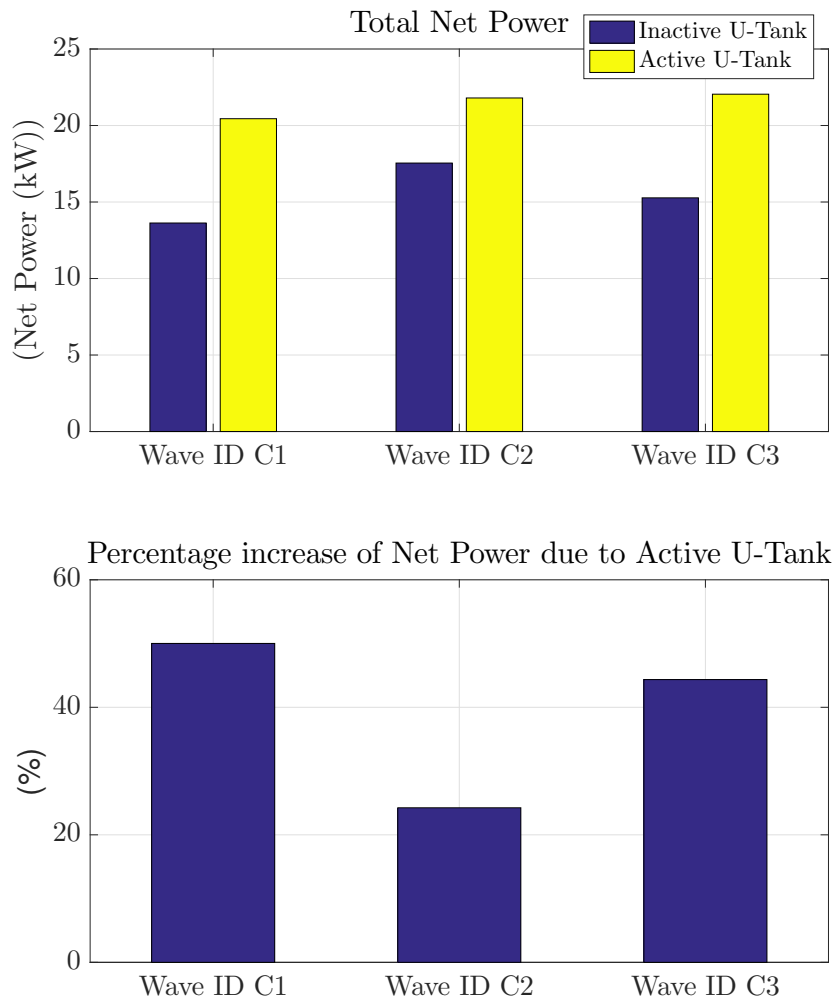 Total Net Power
Inactive U-Tank
Active U-Tank
25
20
15
10
5
0
(Net Power (kW))
Wave ID C1
Wave ID C2
Wave ID C3
Percentage increase of Net Power due to Active U-Tank
60
40
20
0
(%)
Wave ID C1
Wave ID C2
Wave ID C3